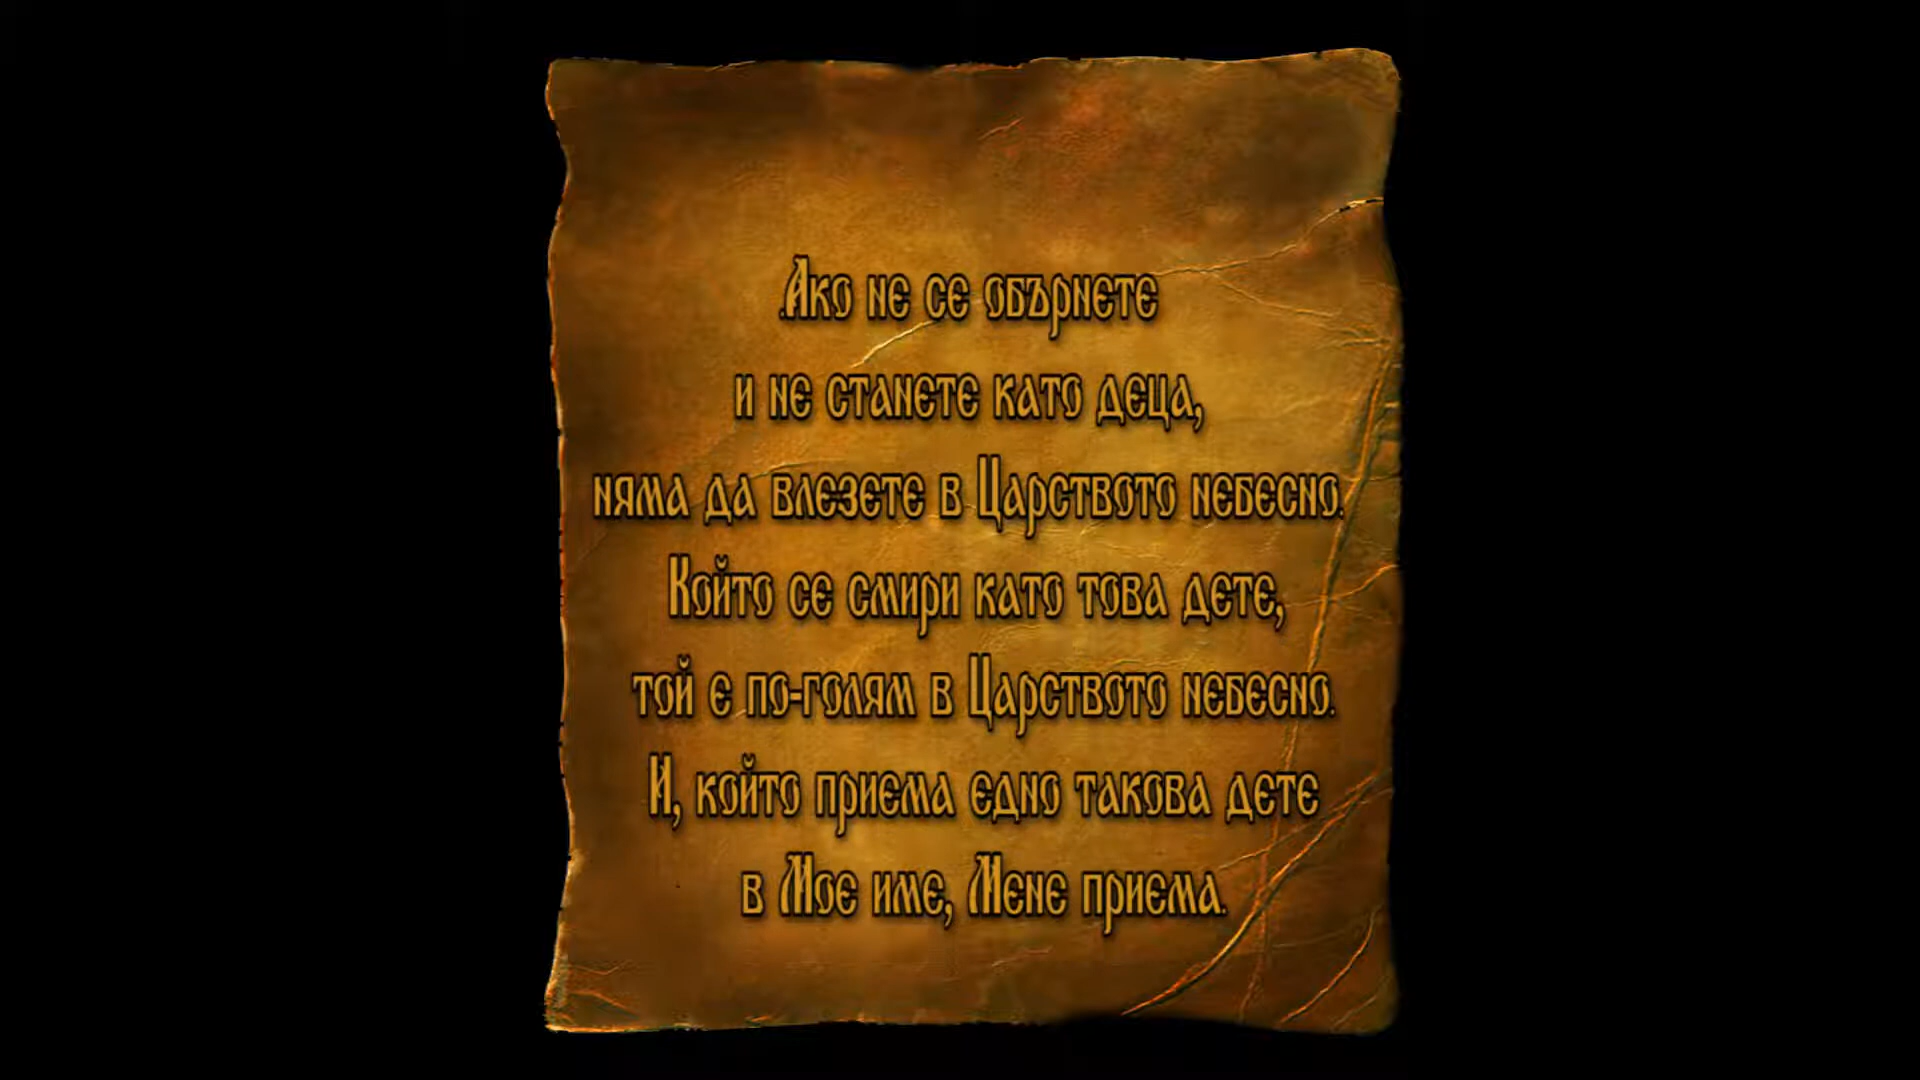 Ако не се обърнете
и не станете като деца,
няма да влезете в Царството небесно.
Който се смири като това дете,
той е по-голям в Царството небесно.
И, който приема едно такова дете
в Мое име, Мене приема.